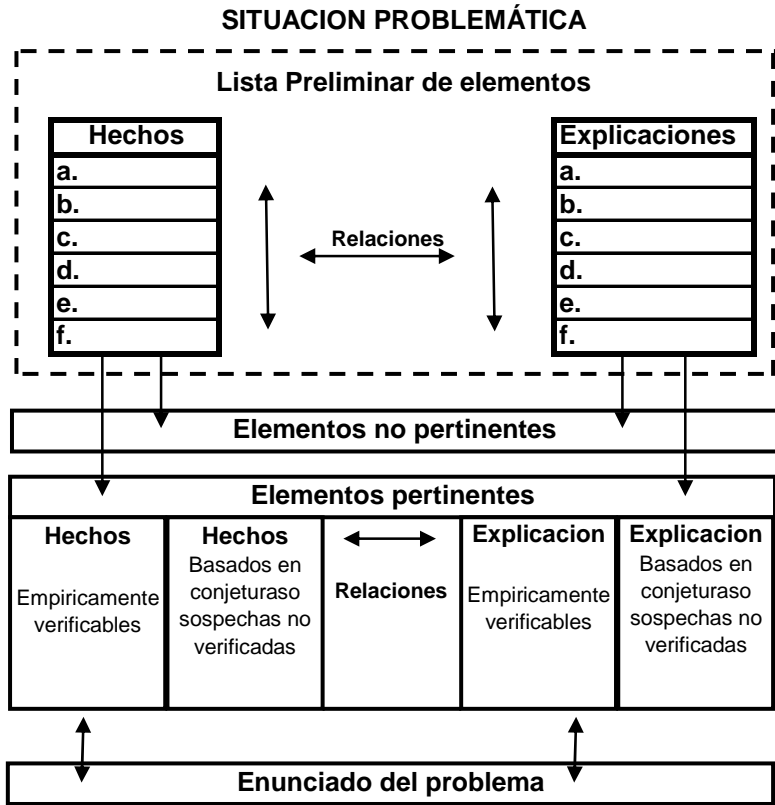 SITUACION PROBLEMÁTICA
Lista Preliminar de elementos
Hechos
a.
b.
c.
d.
e.
f.
Relaciones
Explicaciones
a.
b.
c.
d.
e.
f.
Elementos no pertinentes
Elementos pertinentes
Hechos
Empiricamente
verificables
Hechos
Basados en
conjeturaso
sospechas no
verificadas
Relaciones
Explicacion
Empiricamente
verificables
Explicacion
Basados en
conjeturaso
sospechas no
verificadas
Enunciado del problema